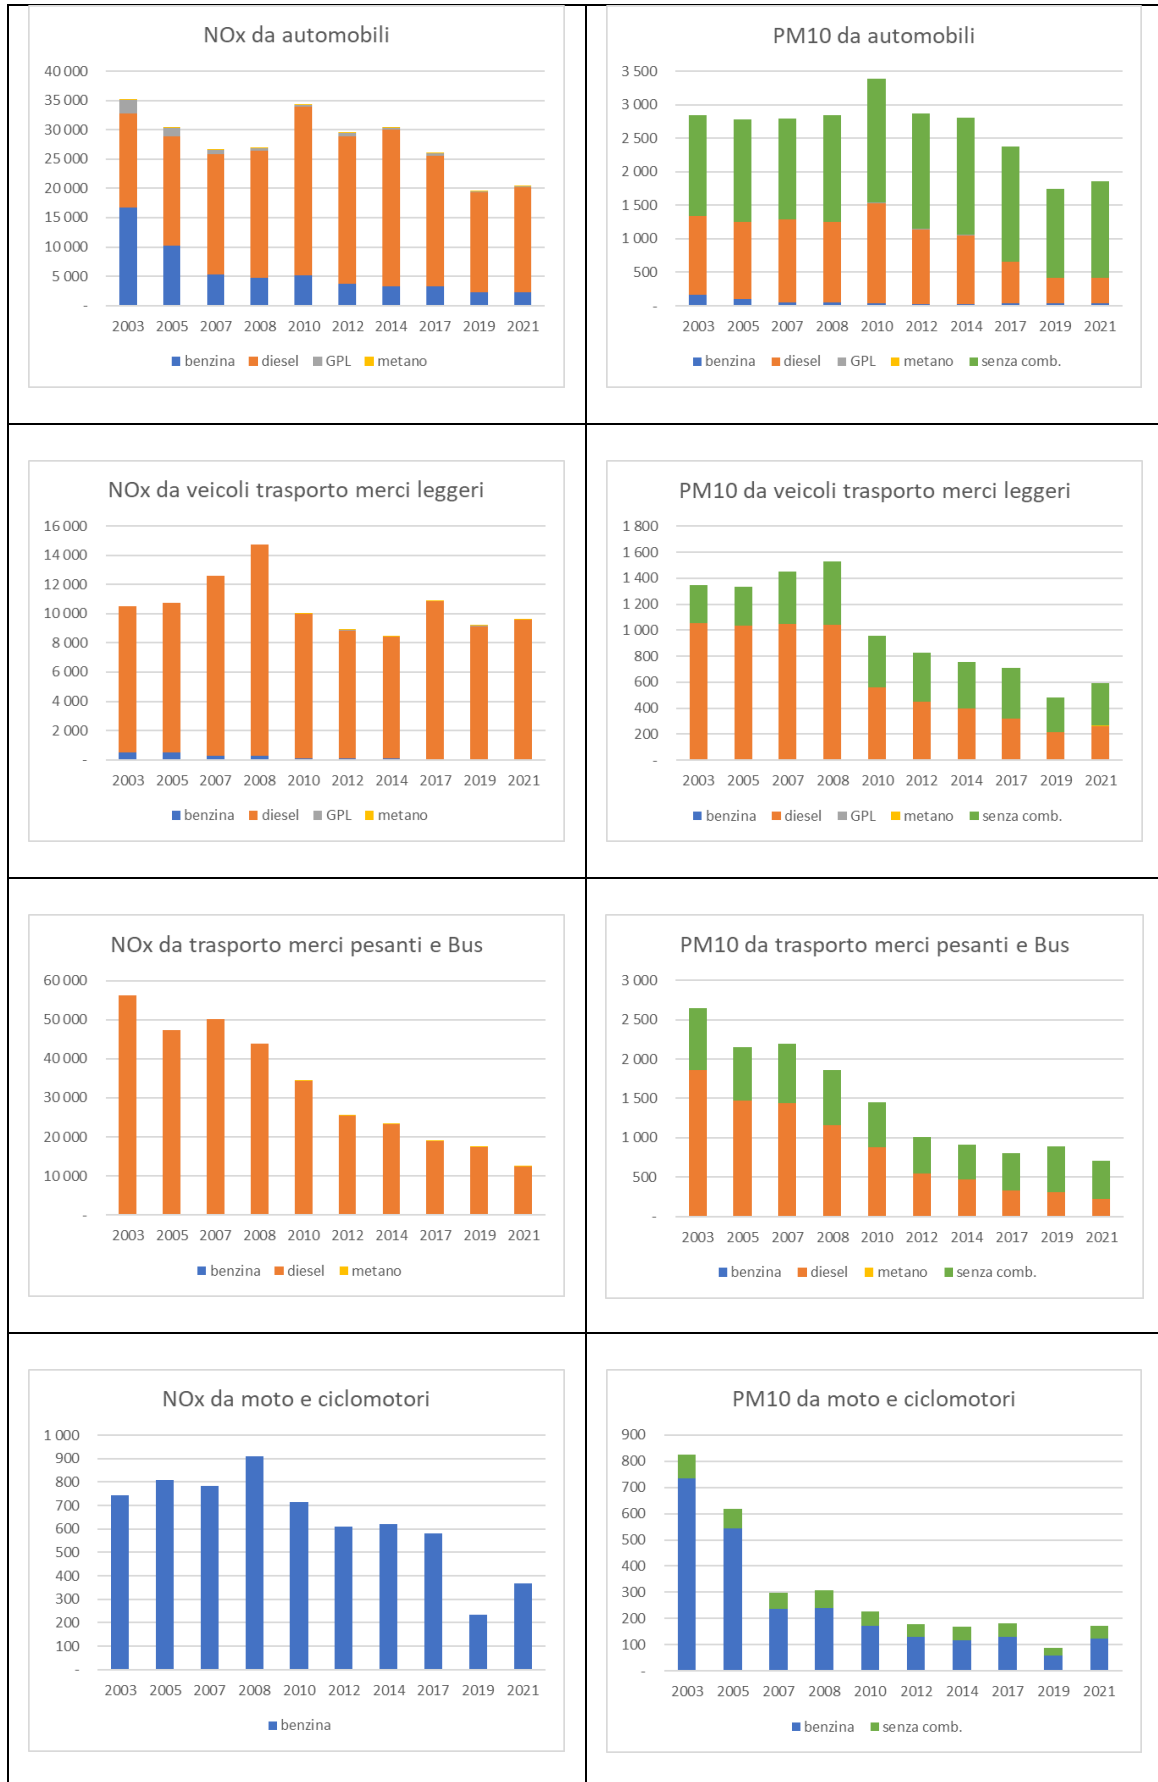 NOx da automobili
40 000
35 000
30 000
25 000
20 000
15 000
10 000
5 000
-
2003 2005 2007 2008 2010 2012 2014 2017 2019 2021
benzina diesel GPL metano
PM10 da automobili
3 500
3 000
2 500
2 000
1 500
1 000
500
-
2003 2005 2007 2008 2010 2012 2014 2017 2019 2021
benzina diesel GPL metano senza comb.
NOx da veicoli trasporto merci leggeri
16 000
14 000
12 000
10 000
8 000
6 000
4 000
2 000
-
2003 2005 2007 2008 2010 2012 2014 2017 2019 2021
benzina diesel GPL metano
PM10 da veicoli trasporto merci leggeri
1 800
1 600
1 400
1 200
1 000
800
600
400
200
-
2003 2005 2007 2008 2010 2012 2014 2017 2019 2021
benzina diesel GPL metano senza comb.
NOx da trasporto merci pesanti e Bus
60 000
50 000
40 000
30 000
20 000
10 000
-
2003 2005 2007 2008 2010 2012 2014 2017 2019 2021
benzina diesel metano
PM10 da trasporto merci pesanti e Bus
3 000
2 500
2 000
1 500
1 000
500
-
2003 2005 2007 2008 2010 2012 2014 2017 2019 2021
benzina diesel metano senza comb.
NOx da moto e ciclomotori
1 000
900
800
700
600
500
400
300
200
100
-
2003 2005 2007 2008 2010 2012 2014 2017 2019 2021
benzina
PM10 da moto e ciclomotori
900
800
700
600
500
400
300
200
100
-
2003 2005 2007 2008 2010 2012 2014 2017 2019 2021
benzina senza comb.